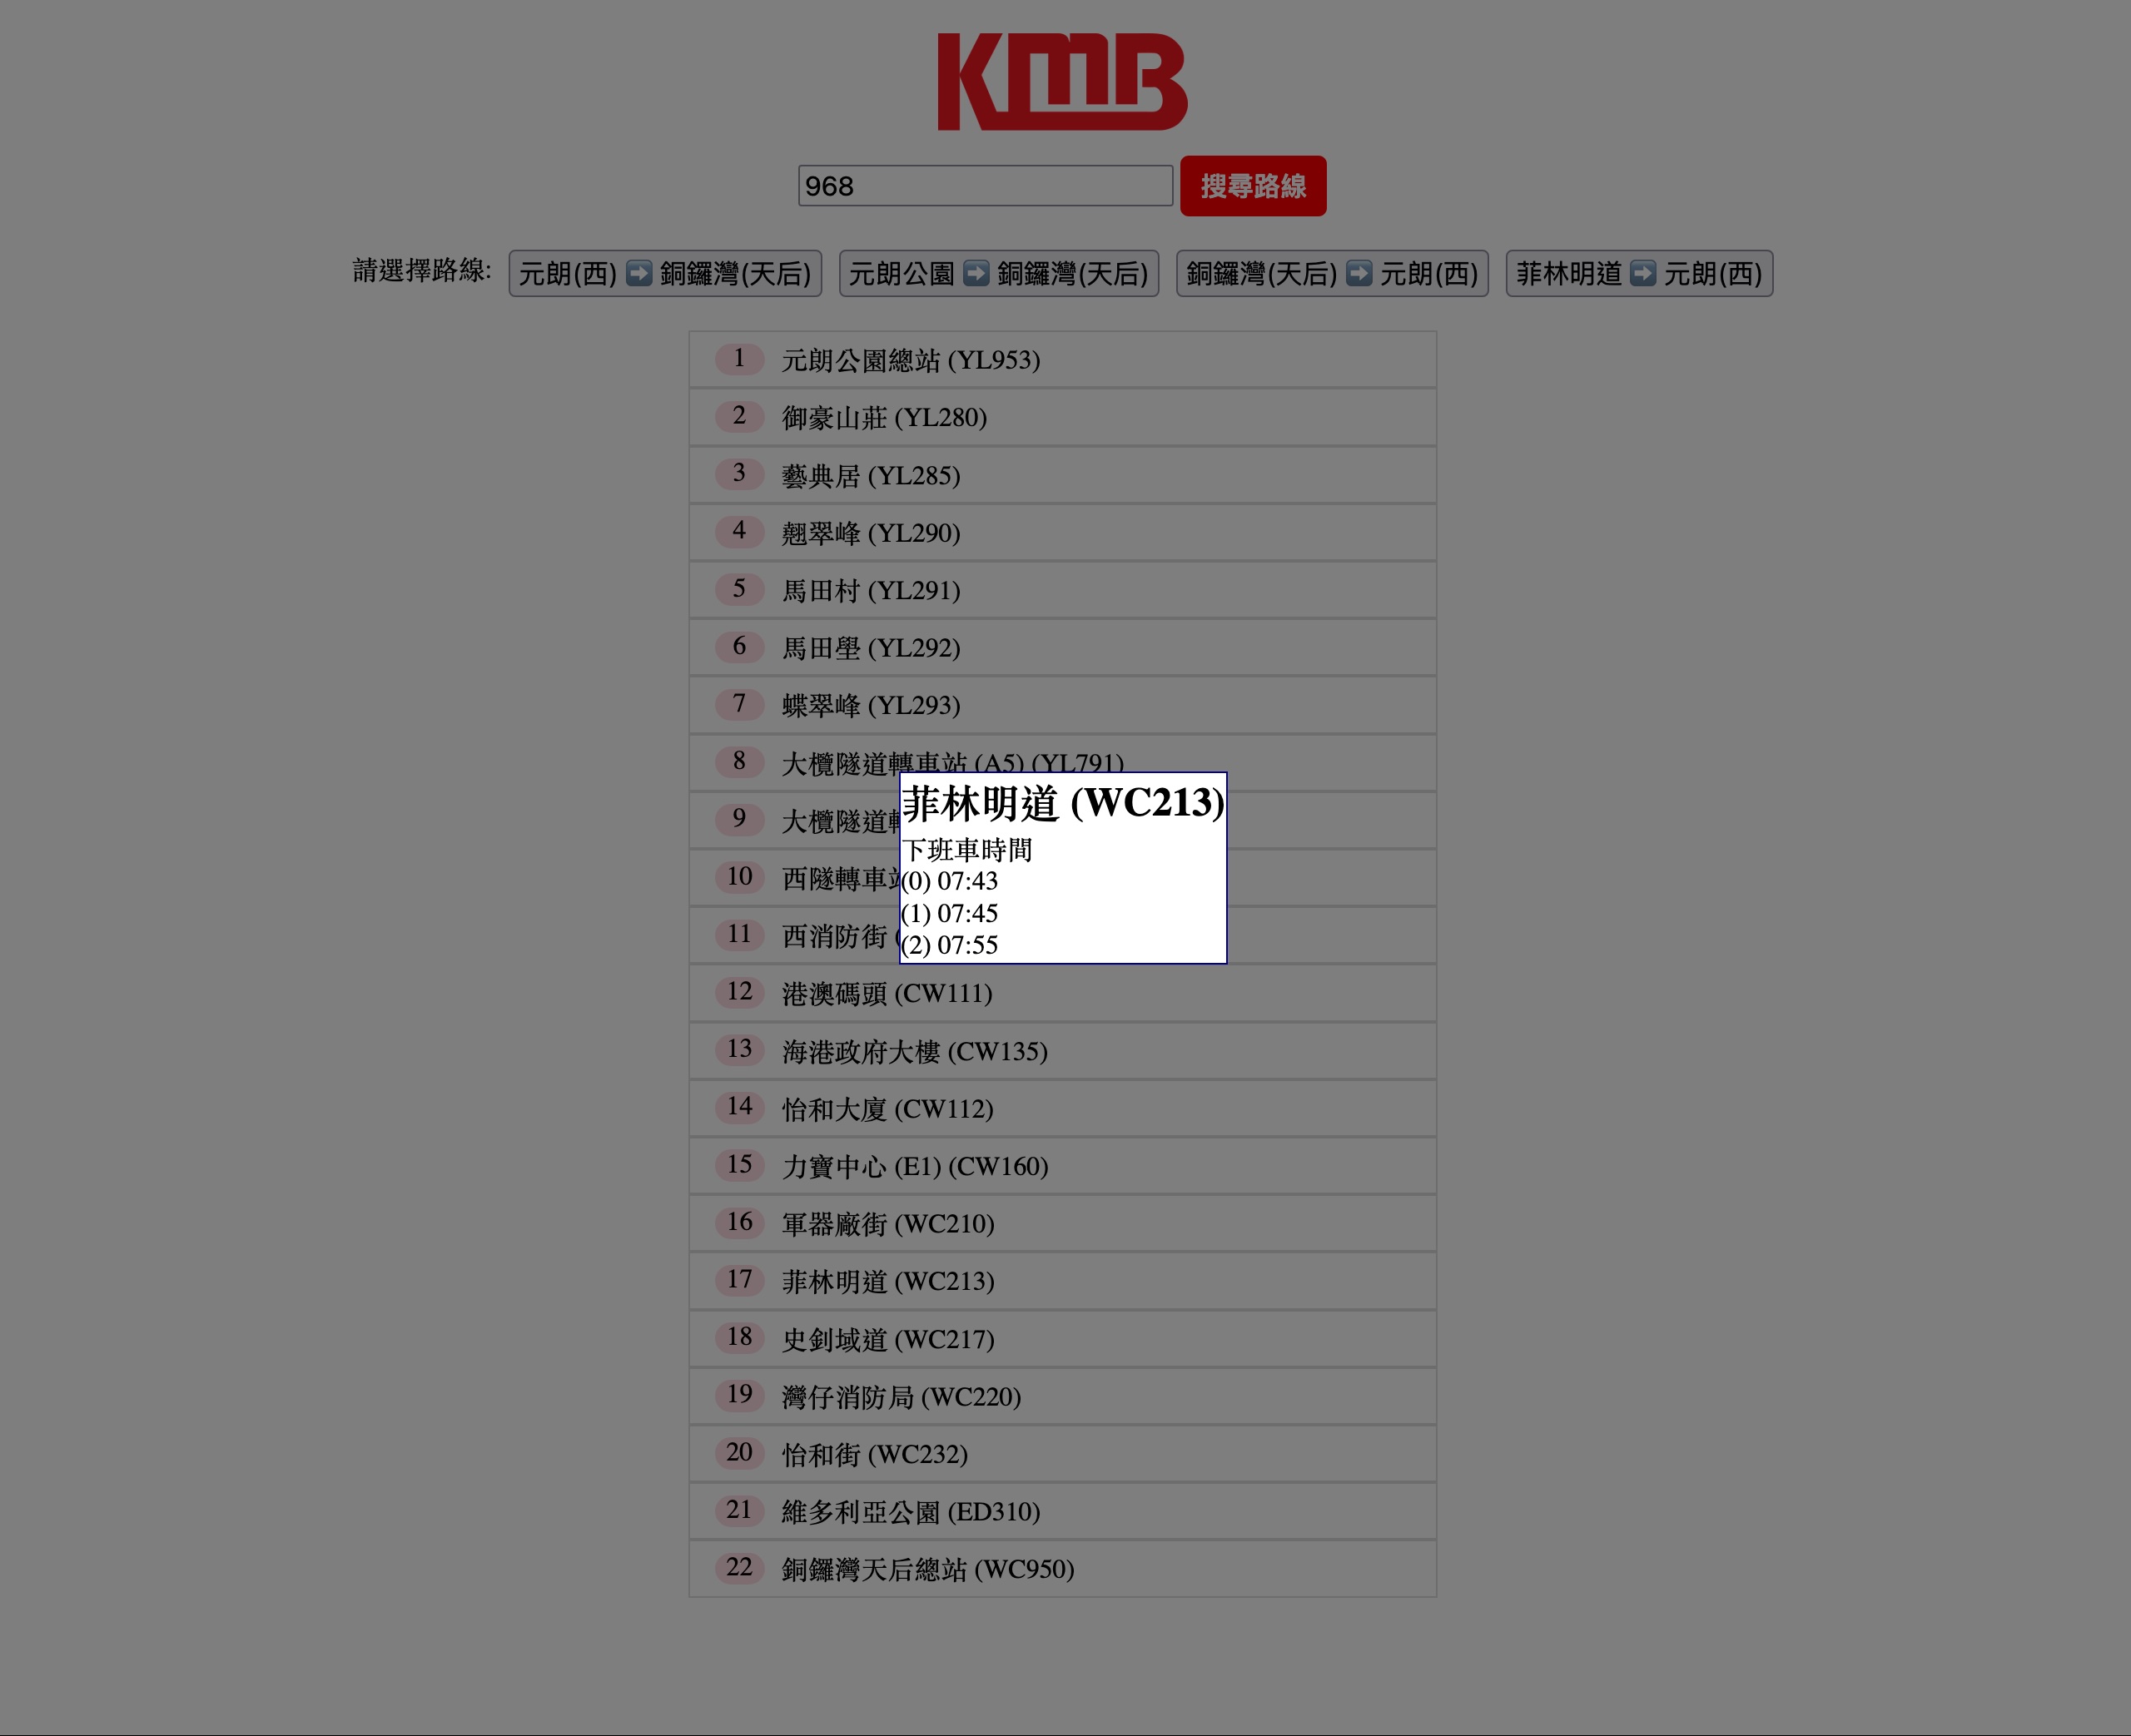 KMB
968
搜尋路線
請選擇路線: 元朗(西) ➡️ 銅鑼灣(天后) 元朗公園 ➡️ 銅鑼灣(天后) 銅鑼灣(天后) ➡️ 元朗(西) 菲林明道 ➡️ 元朗(西)
1 元朗公園總站 (YL953)
2 御豪山莊 (YL280)
3 藝典居 (YL285)
4 翹翠峰 (YL290)
5 馬田村 (YL291)
6 馬田壆 (YL292)
7 蝶翠峰 (YL293)
8 大欖隧道轉車站 (A5) (YL791)
9 大欖隧道轉
10 西隧轉車站
11 西消防街 (
菲林明道 (WC213)
下班車時間
(0) 07:43
(1) 07:45
(2) 07:55
12 港澳碼頭 (CW111)
13 海港政府大樓 (CW135)
14 怡和大廈 (CW112)
15 力寶中心 (E1) (CW160)
16 軍器廠街 (WC210)
17 菲林明道 (WC213)
18 史釗域道 (WC217)
19 灣仔消防局 (WC220)
20 怡和街 (WC232)
21 維多利亞公園 (ED310)
22 銅鑼灣天后總站 (WC950)